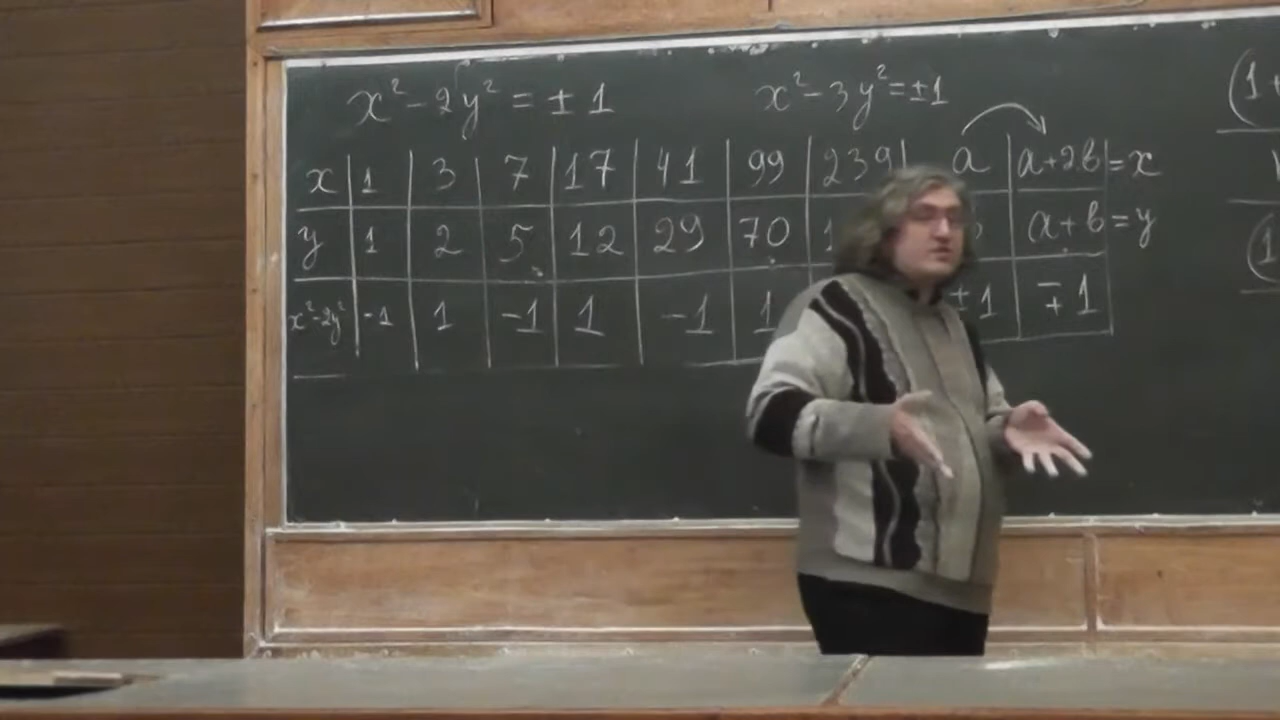 x²-2y²=±1 x²-3y²=±1
x 1 3 7 17 41 99 239 a a+2b=x
y 1 2 5 12 29 70 a+b=y
x²-2y² -1 1 -1 1 -1 1 ±1 ∓1